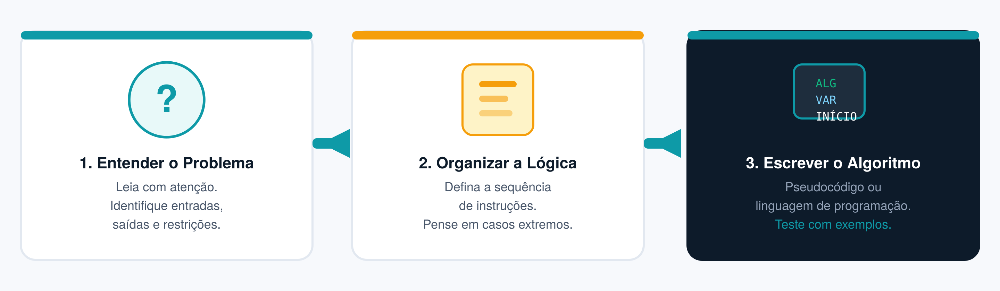 ?
1. Entender o Problema
Leia com atenção.
Identifique entradas,
saídas e restrições.
2. Organizar a Lógica
Defina a sequência
de instruções.
Pense em casos extremos.
ALG
VAR
INÍCIO
3. Escrever o Algoritmo
Pseudocódigo ou
linguagem de programação.
Teste com exemplos.